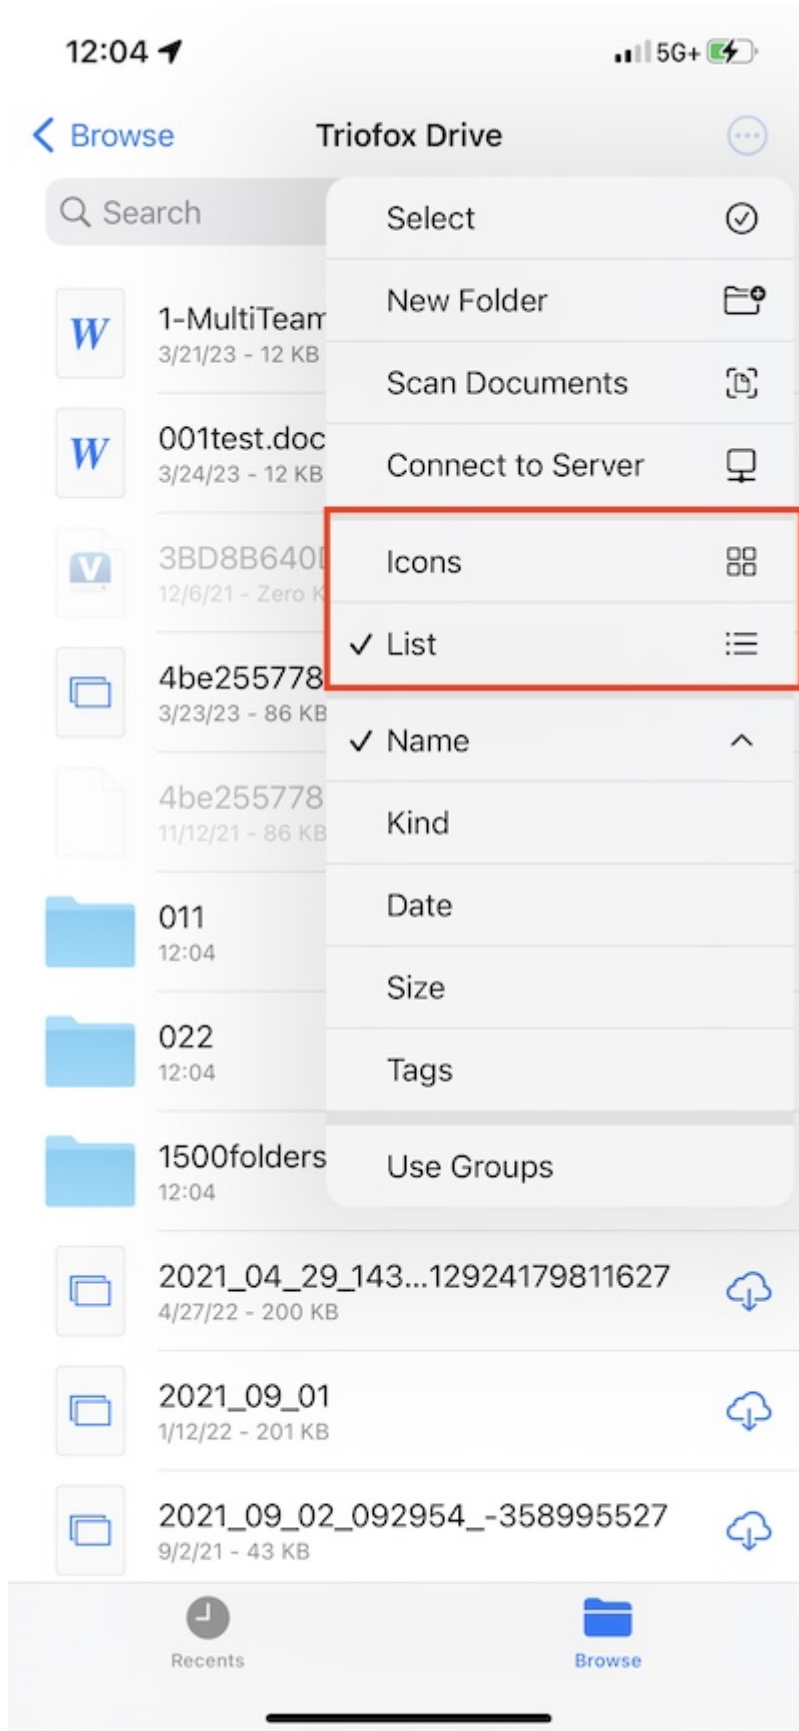 12:04 5G+
Browse Triofox Drive
Search
Select
New Folder
Scan Documents
Connect to Server
Icons
List
Name
Kind
Date
Size
Tags
Use Groups
W 1-MultiTeam
3/21/23 - 12 KB
W 001test.doc
3/24/23 - 12 KB
V 3BD8B640
12/6/21 - Zero
4be255778
3/23/23 - 86 KB
4be255778
11/12/21 - 86 KB
011
12:04
022
12:04
1500folders
12:04
2021_04_29_143...12924179811627
4/27/22 - 200 KB
2021_09_01
1/12/22 - 201 KB
2021_09_02_092954_-358995527
9/2/21 - 43 KB
Recents Browse